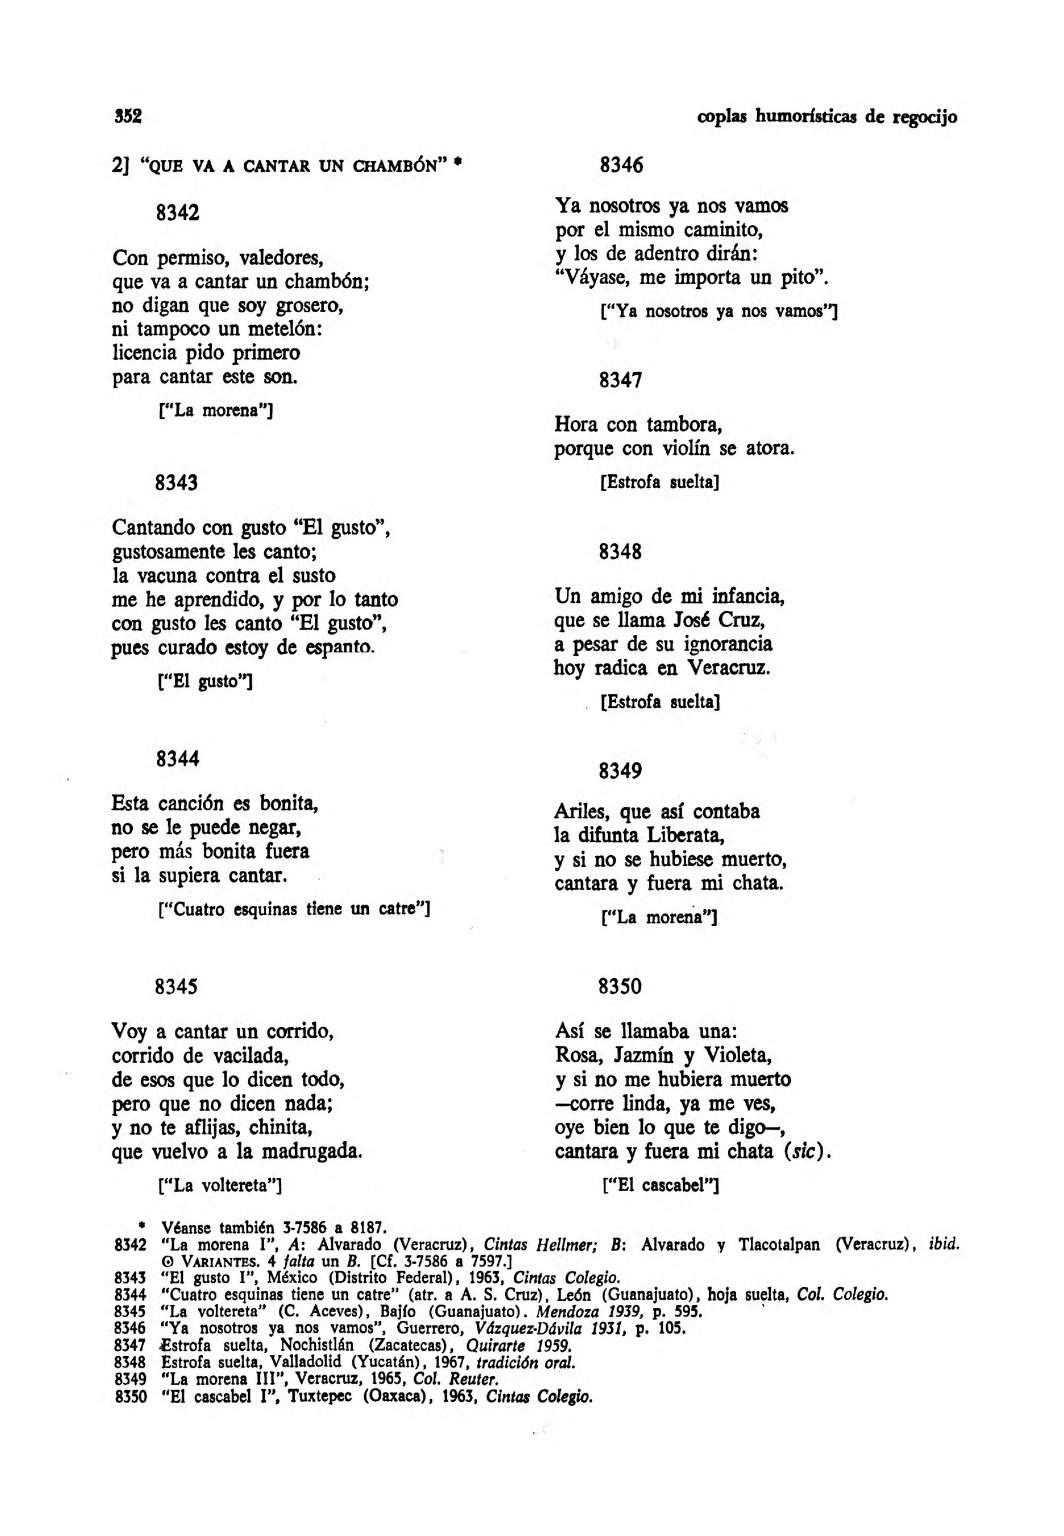 352
coplas humorísticas de regocijo
2] “QUE VA A CANTAR UN CHAMBÓN” *
8342
Con permiso, valedores,
que va a cantar un chambón;
no digan que soy grosero,
ni tampoco un metelón:
licencia pido primero
para cantar este son.
[“La morena”]
8343
Cantando con gusto “El gusto”,
gustosamente les canto;
la vacuna contra el susto
me he aprendido, y por lo tanto
con gusto les canto “El gusto”,
pues curado estoy de espanto.
[“El gusto”]
8344
Esta canción es bonita,
no se le puede negar,
pero más bonita fuera
si la supiera cantar.
[“Cuatro esquinas tiene un catre”]
8345
Voy a cantar un corrido,
corrido de vacilada,
de esos que lo dicen todo,
pero que no dicen nada;
y no te aflijas, chinita,
que vuelvo a la madrugada.
[“La voltereta”]
8346
Ya nosotros ya nos vamos
por el mismo caminito,
y los de adentro dirán:
“Váyase, me importa un pito”.
[“Ya nosotros ya nos vamos”]
8347
Hora con tambora,
porque con violín se atora.
[Estrofa suelta]
8348
Un amigo de mi infancia,
que se llama José Cruz,
a pesar de su ignorancia
hoy radica en Veracruz.
[Estrofa suelta]
8349
Ariles, que así contaba
la difunta Liberata,
y si no se hubiese muerto,
cantara y fuera mi chata.
[“La morena”]
8350
Así se llamaba una:
Rosa, Jazmín y Violeta,
y si no me hubiera muerto
—corre linda, ya me ves,
oye bien lo que te digo—,
cantara y fuera mi chata (sic).
[“El cascabel”]
* Véanse también 3-7586 a 8187.
8342 “La morena I”, A: Alvarado (Veracruz), Cintas Hellmer; B: Alvarado y Tlacotalpan (Veracruz), ibid.
⊙ VARIANTES. 4 falta un B. [Cf. 3-7586 a 7597.]
8343 “El gusto I”, México (Distrito Federal), 1963, Cintas Colegio.
8344 “Cuatro esquinas tiene un catre” (atr. a A. S. Cruz), León (Guanajuato), hoja suelta, Col. Colegio.
8345 “La voltereta” (C. Aceves), Bajío (Guanajuato). Mendoza 1939, p. 595.
8346 “Ya nosotros ya nos vamos”, Guerrero, Vázquez-Dávila 1931, p. 105.
8347 Estrofa suelta, Nochistlán (Zacatecas), Quirarte 1959.
8348 Estrofa suelta, Valladolid (Yucatán), 1967, tradición oral.
8349 “La morena III”, Veracruz, 1965, Col. Reuter.
8350 “El cascabel I”, Tuxtepec (Oaxaca), 1963, Cintas Colegio.